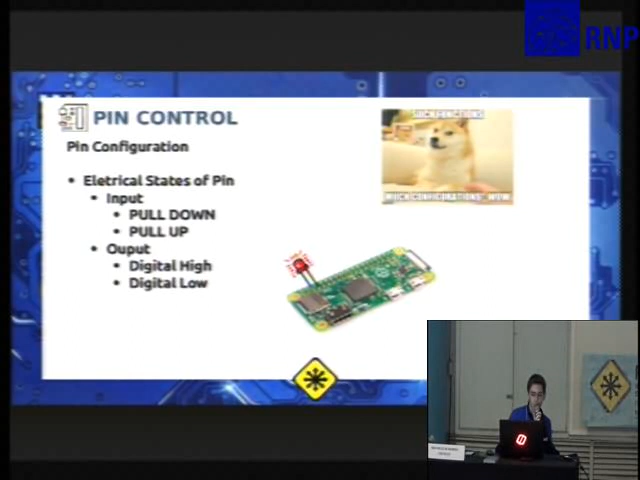 RNP
PIN CONTROL
Pin Configuration
• Eletrical States of Pin
• Input
• PULL DOWN
• PULL UP
• Ouput
• Digital High
• Digital Low